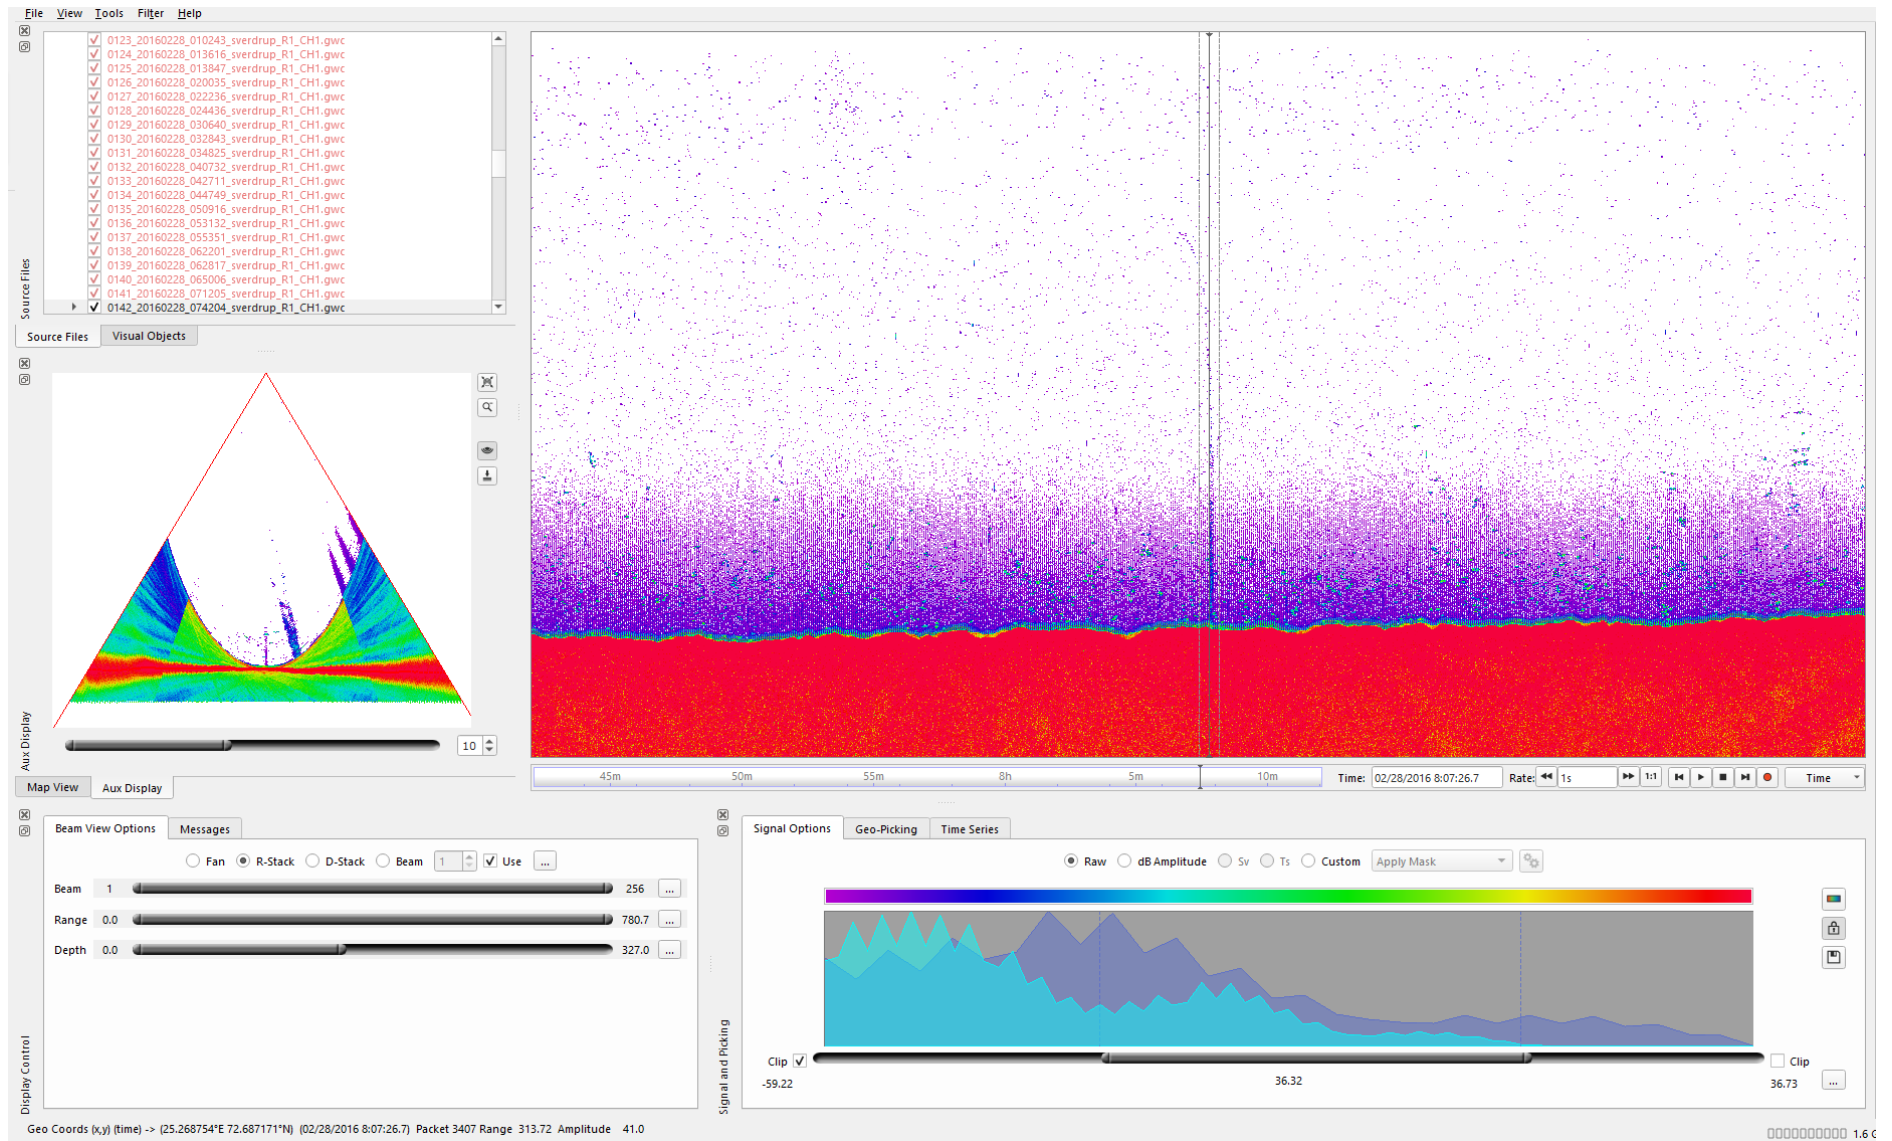 File View Tools Filter Help
0123_20160228_010243_sverdrup_R1_CH1.gwc
0124_20160228_013616_sverdrup_R1_CH1.gwc
0125_20160228_013847_sverdrup_R1_CH1.gwc
0126_20160228_020035_sverdrup_R1_CH1.gwc
0127_20160228_022236_sverdrup_R1_CH1.gwc
0128_20160228_024436_sverdrup_R1_CH1.gwc
0129_20160228_030640_sverdrup_R1_CH1.gwc
0130_20160228_032843_sverdrup_R1_CH1.gwc
0131_20160228_034825_sverdrup_R1_CH1.gwc
0132_20160228_040732_sverdrup_R1_CH1.gwc
0133_20160228_042711_sverdrup_R1_CH1.gwc
0134_20160228_044749_sverdrup_R1_CH1.gwc
0135_20160228_050916_sverdrup_R1_CH1.gwc
0136_20160228_053132_sverdrup_R1_CH1.gwc
0137_20160228_055351_sverdrup_R1_CH1.gwc
0138_20160228_062201_sverdrup_R1_CH1.gwc
0139_20160228_062817_sverdrup_R1_CH1.gwc
0140_20160228_065006_sverdrup_R1_CH1.gwc
0141_20160228_071205_sverdrup_R1_CH1.gwc
0142_20160228_074204_sverdrup_R1_CH1.gwc
Source Files
Source Files Visual Objects
Aux Display
10
Map View Aux Display
45m 50m 55m 8h 5m 10m
Time: 02/28/2016 8:07:26.7 Rate: 1s 1:1 Time
Beam View Options Messages
Fan R-Stack D-Stack Beam 1 Use ...
Beam 1 256 ...
Range 0.0 780.7 ...
Depth 0.0 327.0 ...
Display Control
Signal Options Geo-Picking Time Series
Raw dB Amplitude Sv Ts Custom Apply Mask
Clip Clip
-59.22 36.32 36.73 ...
Signal and Picking
Geo Coords (x,y) (time) -> (25.268754°E 72.687171°N) (02/28/2016 8:07:26.7) Packet 3407 Range 313.72 Amplitude 41.0
1.6